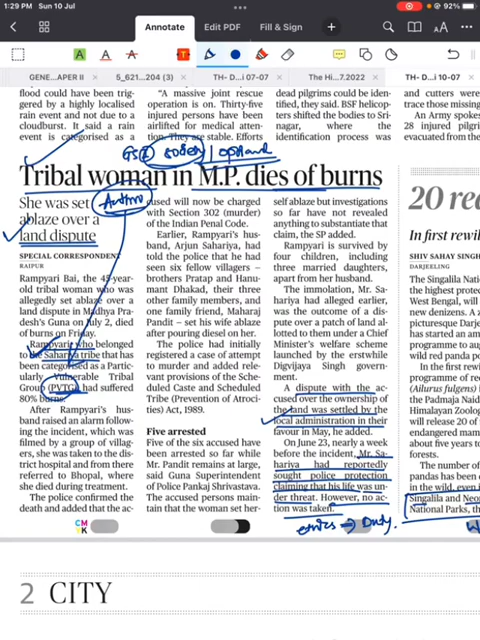 1:29 PM Sun 10 Jul
92%
Annotate
Edit PDF
Fill & Sign
GENE...APER II
5_621...204 (3)
TH- D...i 07-07
The Hi...7.2022
TH- D...i 10-07
flood could have been trig-
gered by a highly localised
rain event and not due to a
cloudburst. It said a rain
event is categorised as a
"A massive joint rescue
operation is on. Thirty-five
injured persons have been
airlifted for medical atten-
tion. They are stable. Efforts
dead pilgrims could be iden-
tified, they said. BSF helicop-
ters shifted the bodies to Sri-
nagar, where the
identification process was
and cutters were
trace those missing
An Army spokes
28 injured pilgrim
evacuated from the
GS society
Tribal woman in M.P. dies of burns
She was set
ablaze over a
land dispute
SPECIAL CORRESPONDENT
RAIPUR
Rampyari Bai, the 45-year-
old tribal woman who was
allegedly set ablaze over a
land dispute in Madhya Pra-
desh's Guna on July 2, died
of burns on Friday.
Rampyari who belonged
to the Sahariya tribe that has
been categorised as a Partic-
ularly Vulnerable Tribal
Group (PVTG) had suffered
80% burns.
After Rampyari's hus-
band raised an alarm follow-
ing the incident, which was
filmed by a group of villag-
ers, she was taken to the dis-
trict hospital and from there
referred to Bhopal, where
she died during treatment.
The police confirmed the
death and added that the ac-
cused will now be charged
with Section 302 (murder)
of the Indian Penal Code.
Earlier, Rampyari's hus-
band, Arjun Sahariya, had
told the police that he had
seen six fellow villagers –
brothers Pratap and Hanu-
mant Dhakad, their three
other family members, and
one family friend, Maharaj
Pandit – set his wife ablaze
after pouring diesel on her.
The police had initially
registered a case of attempt
to murder and added rele-
vant provisions of the Sche-
duled Caste and Scheduled
Tribe (Prevention of Atroci-
ties) Act, 1989.
Five arrested
Five of the six accused have
been arrested so far while
Mr. Pandit remains at large,
said Guna Superintendent
of Police Pankaj Shrivastava.
The accused persons main-
tain that the woman set her-
self ablaze but investigations
so far have not revealed
anything to substantiate that
claim, the SP added.
Rampyari is survived by
four children, including
three married daughters,
apart from her husband.
The immolation, Mr. Sa-
hariya had alleged earlier,
was the outcome of a dis-
pute over a patch of land al-
lotted to them under a Chief
Minister's welfare scheme
launched by the erstwhile
Digvijaya Singh govern-
ment.
A dispute with the ac-
cused over the ownership of
the land was settled by the
local administration in their
favour in May, he added.
On June 23, nearly a week
before the incident, Mr. Sa-
hariya had reportedly
sought police protection
claiming that his life was un-
der threat. However, no ac-
tion was taken.
ethics → Duty.
20 re
In first rewil
SHIV SAHAY SINGH
DARJEELING
The Singalila Nati
the highest protec
West Bengal, will
new denizens. A z
picturesque Darjee
has started an am
programme to aug
wild red panda po
In the first rewi
programme of red
(Ailurus fulgens) i
the Padmaja Naid
Himalayan Zoolog
will release 20 of
endangered mamm
about five years to
forests.
The number of
pandas has been d
in the wild, even i
Singalila and Neor
National Parks, th
CM
YK
2 CITY